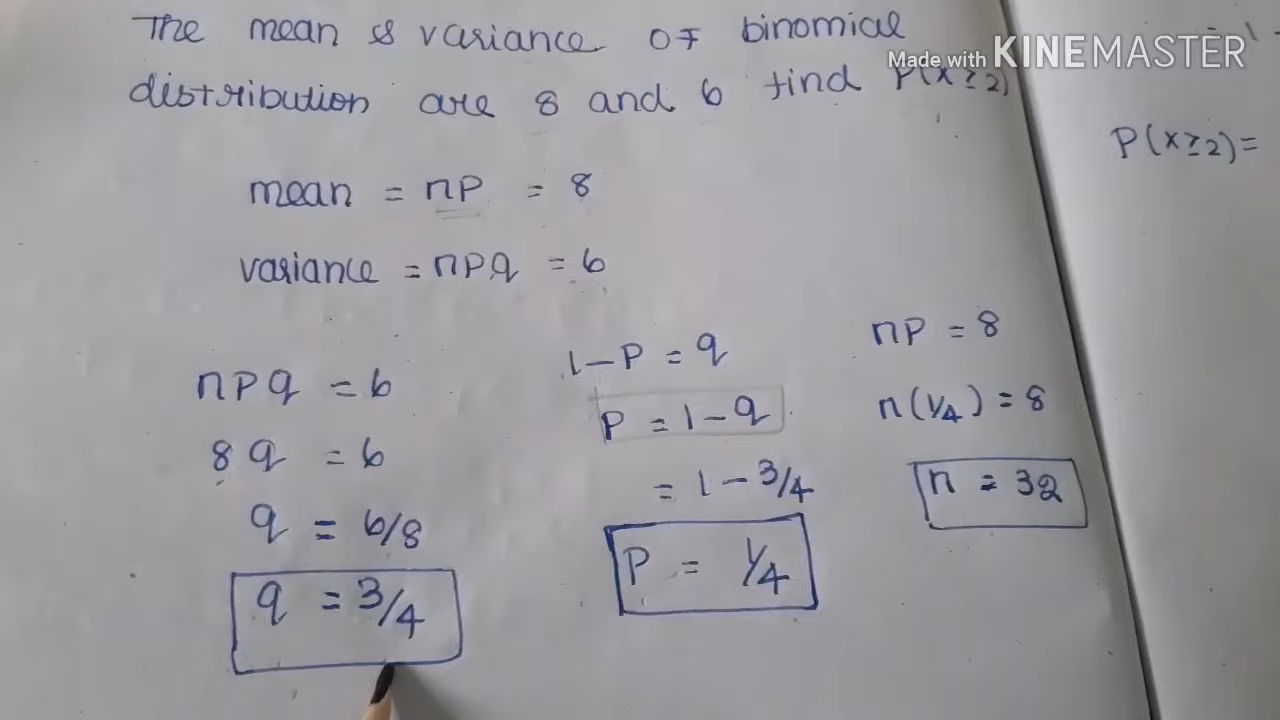 The mean & variance of binomial
distribution are 8 and 6 find P(x≥2)
Made with KINEMASTER
P(x≥2)=
mean = np = 8
variance = npq = 6
npq = 6
8q = 6
q = 6/8
q = 3/4
1-P = q
P = 1-q
= 1 - 3/4
P = 1/4
np = 8
n(1/4) = 8
n = 32